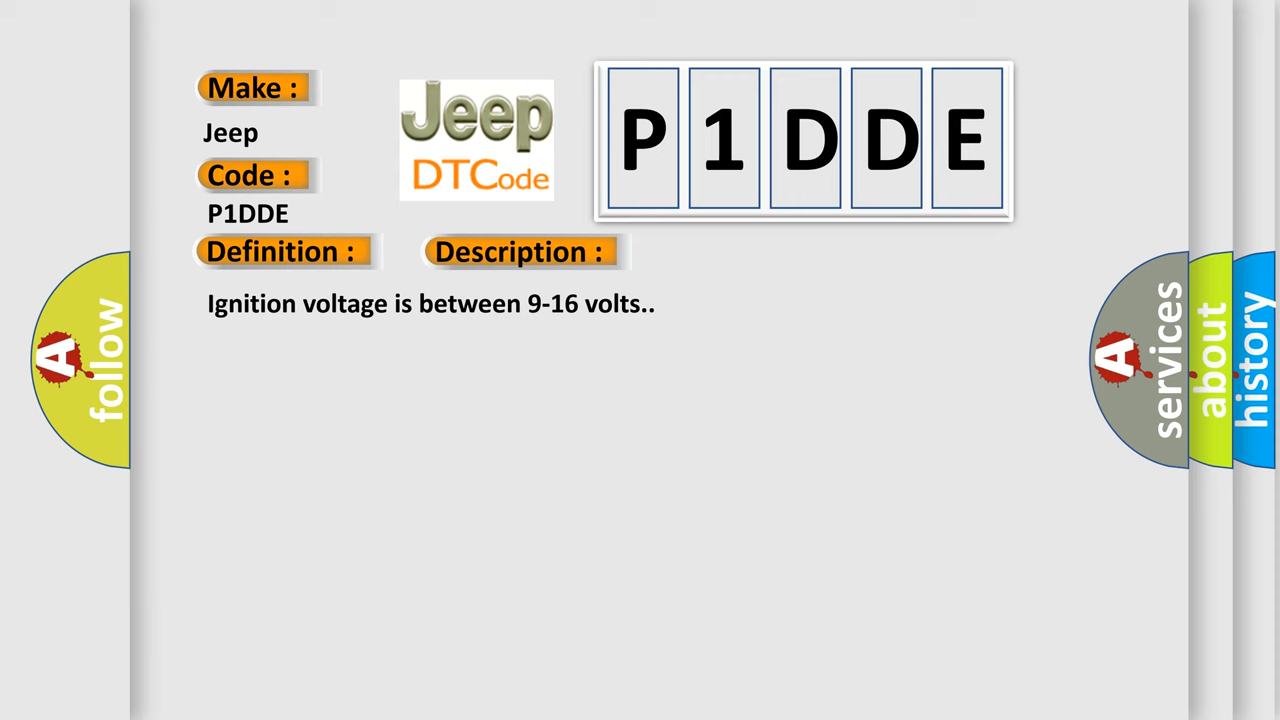 Make :
Jeep
Code :
P1DDE
Jeep
DTCode
P 1 D D E
Definition :
Description :
Ignition voltage is between 9-16 volts..
A follow
A services
about
history